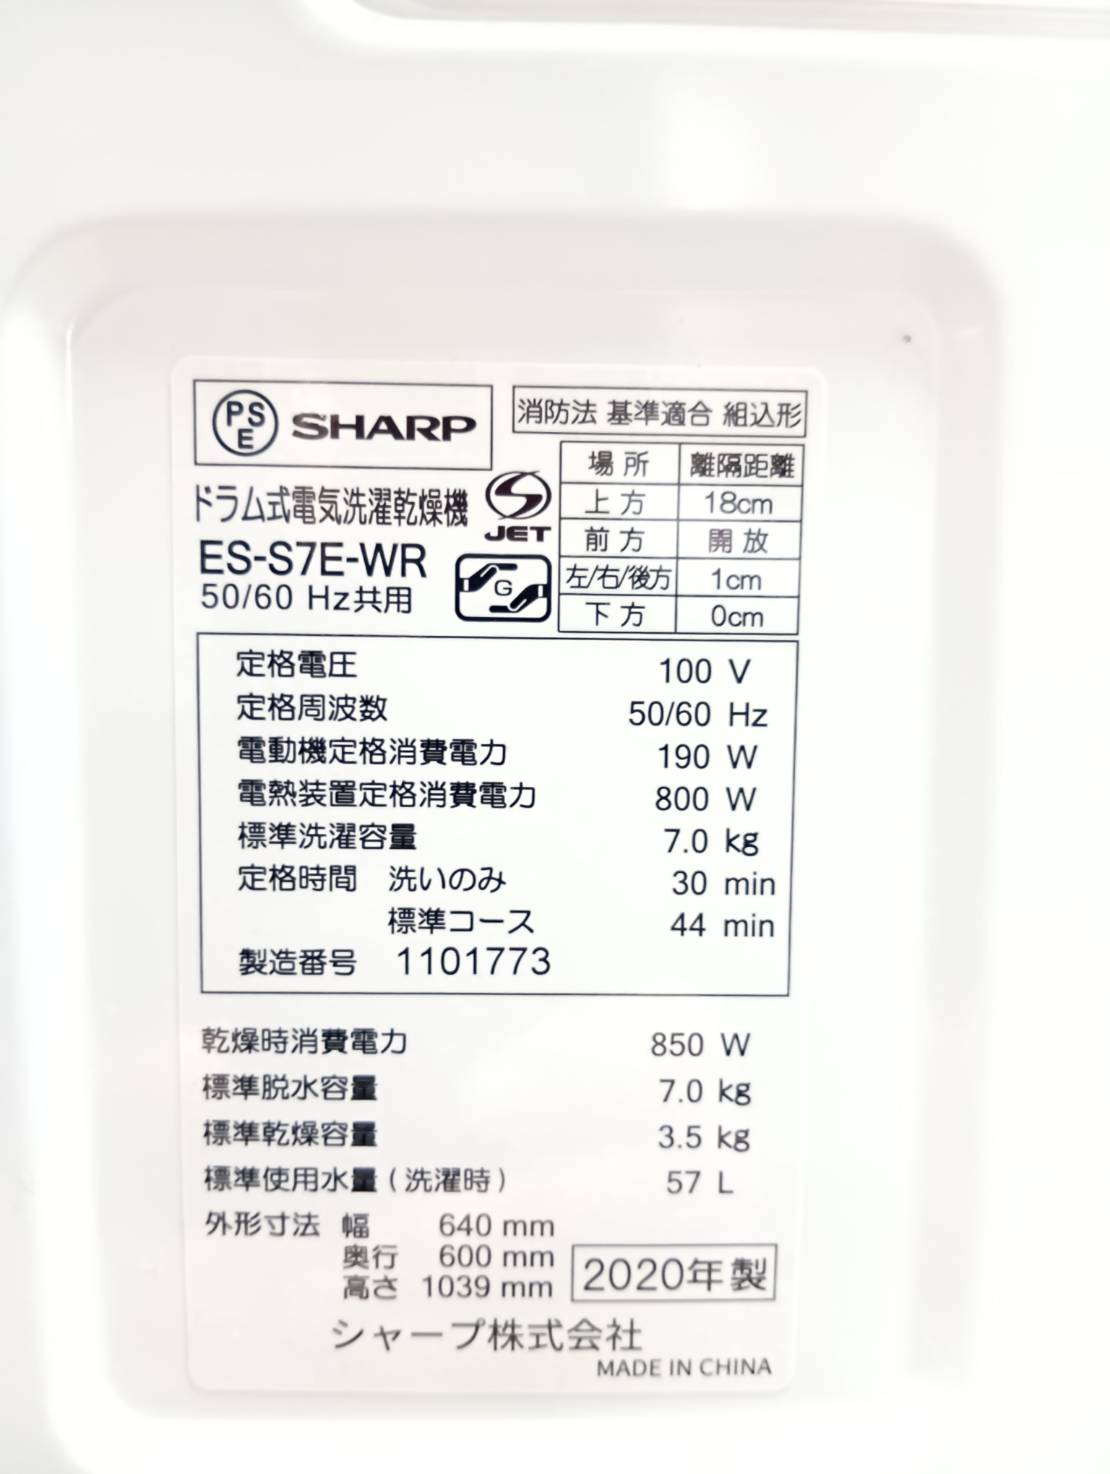 PS
E
SHARP
消防法 基準適合 組込形
場所 離隔距離
上方 18cm
前方 開放
左/右/後方 1cm
下方 0cm
ドラム式電気洗濯乾燥機
S
JET
ES-S7E-WR
50/60 Hz共用
G
定格電圧 100 V
定格周波数 50/60 Hz
電動機定格消費電力 190 W
電熱装置定格消費電力 800 W
標準洗濯容量 7.0 kg
定格時間 洗いのみ 30 min
標準コース 44 min
製造番号 1101773
乾燥時消費電力 850 W
標準脱水容量 7.0 kg
標準乾燥容量 3.5 kg
標準使用水量(洗濯時) 57 L
外形寸法 幅 640 mm
奥行 600 mm
高さ 1039 mm
2020年製
シャープ株式会社
MADE IN CHINA